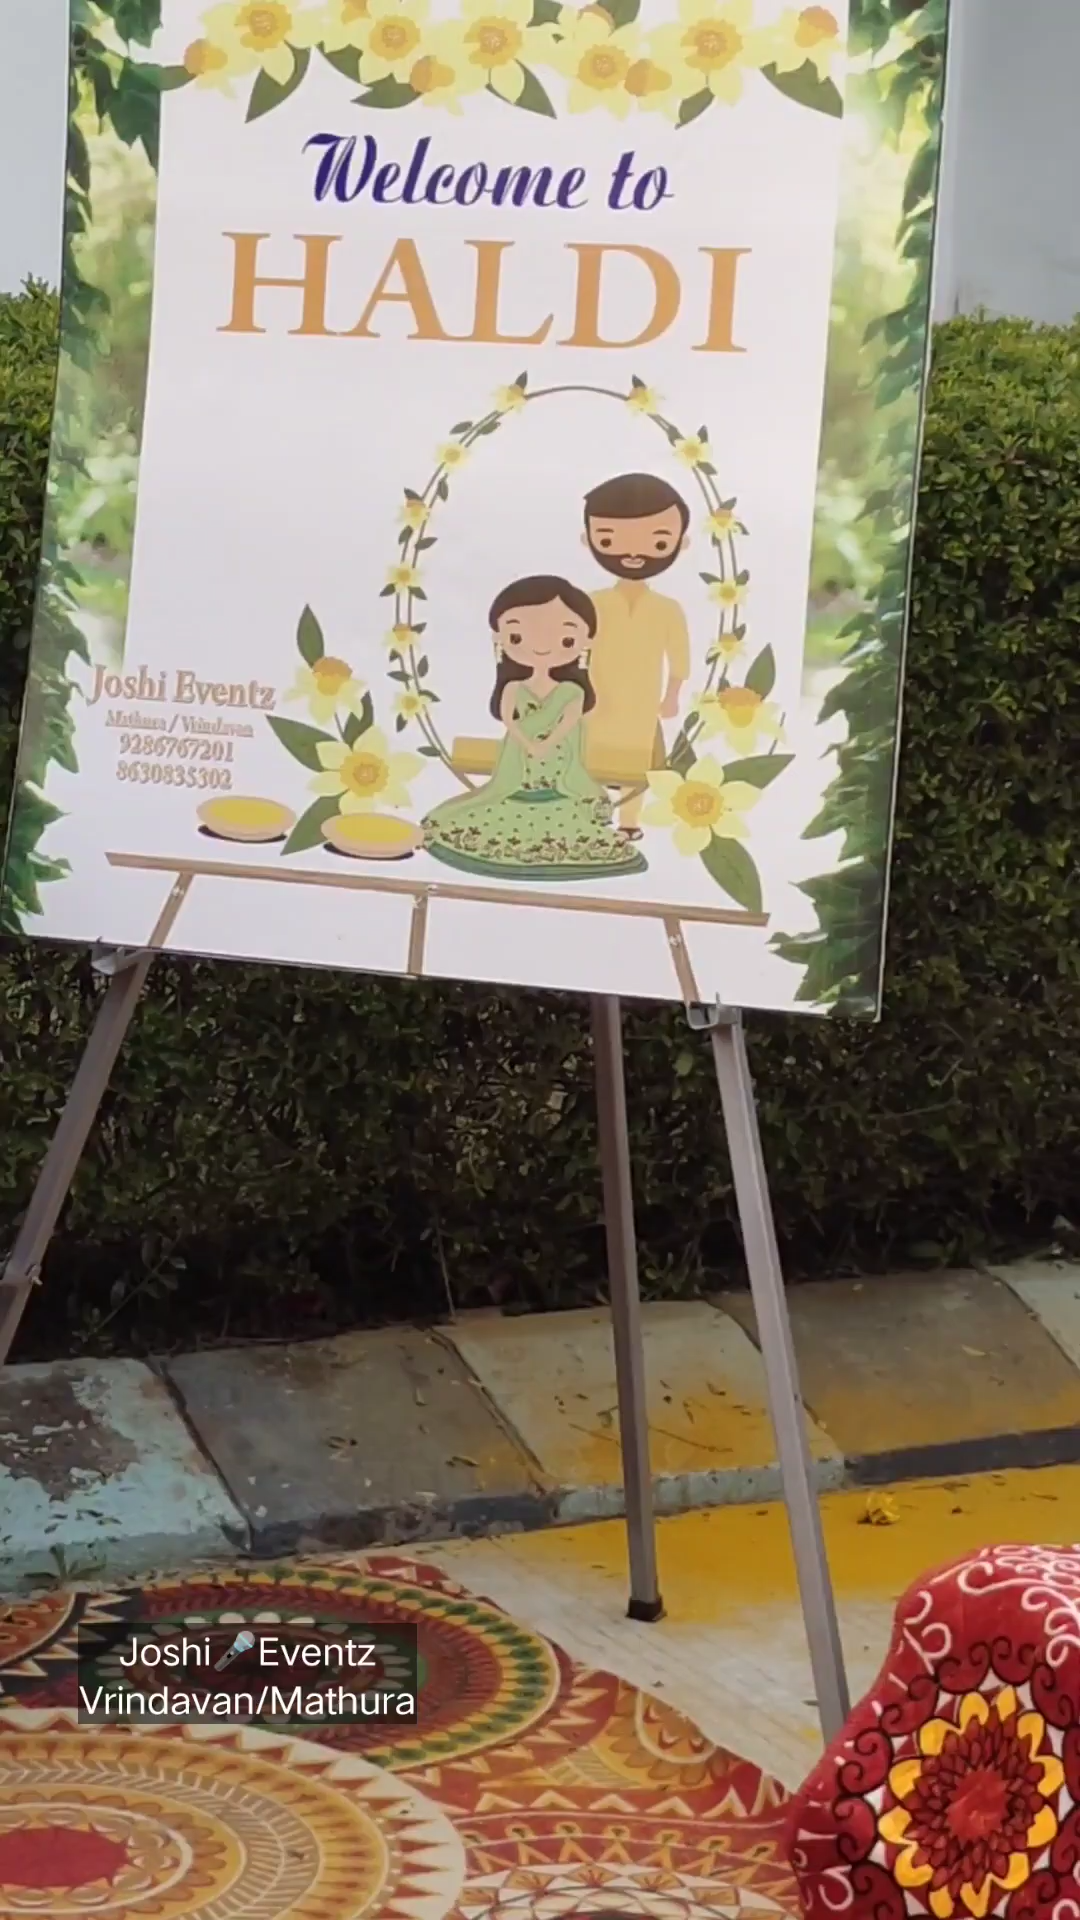 Welcome to
HALDI
Joshi Eventz
Mathura / Vrindavan
9286767201
8630835302
Joshi🎤Eventz
Vrindavan/Mathura